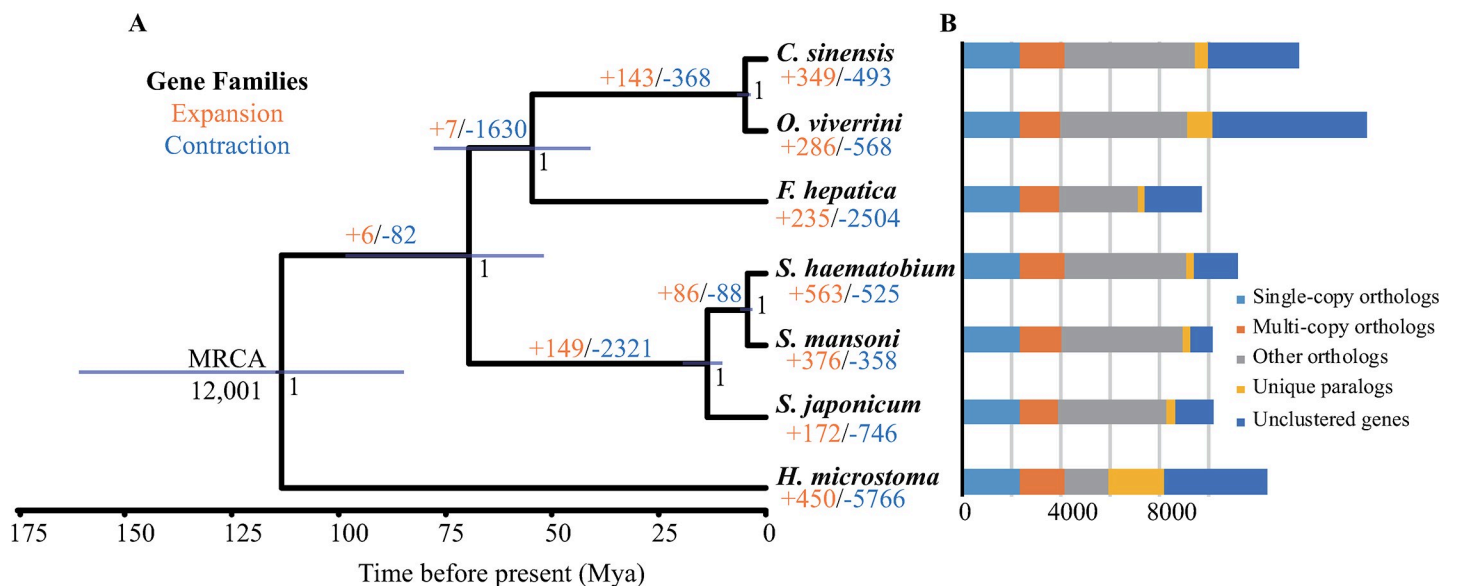 A
B
Gene Families
Expansion
Contraction
C. sinensis
+349/-493
+143/-368
1
O. viverrini
+286/-568
+7/-1630
1
F. hepatica
+235/-2504
+6/-82
1
S. haematobium
+563/-525
+86/-88
1
S. mansoni
+376/-358
+149/-2321
1
S. japonicum
+172/-746
MRCA
12,001
1
H. microstoma
+450/-5766
175 150 125 100 75 50 25 0
Time before present (Mya)
Single-copy orthologs
Multi-copy orthologs
Other orthologs
Unique paralogs
Unclustered genes
0 4000 8000